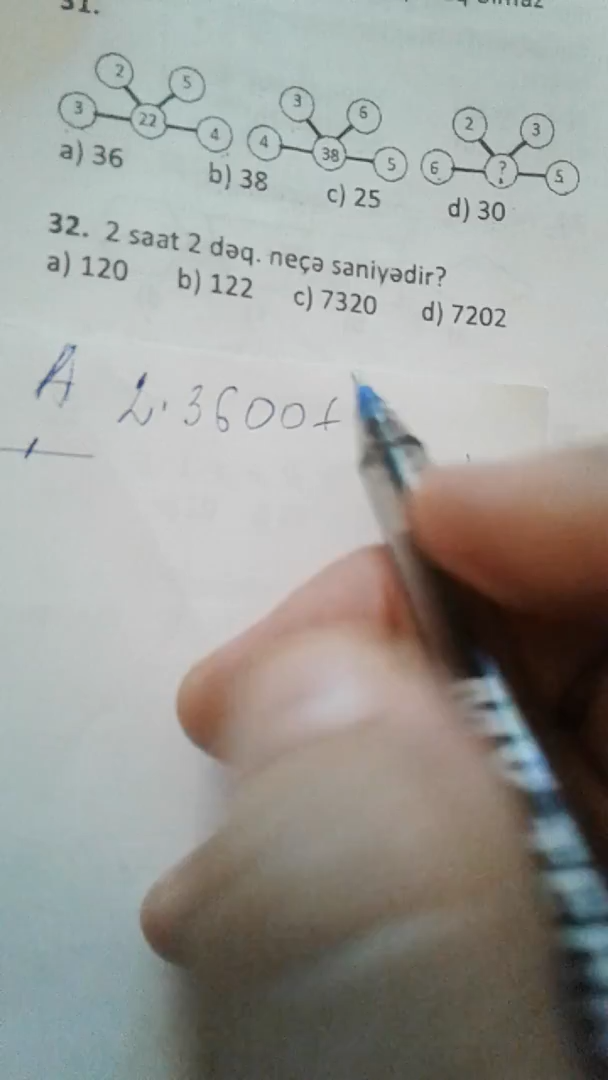 31.
2 5
3 22 4
3 6
4 38 5
2 3
6 ? 5
a) 36 b) 38 c) 25 d) 30
32. 2 saat 2 dəq. neçə saniyədir?
a) 120 b) 122 c) 7320 d) 7202
A 2·3600+